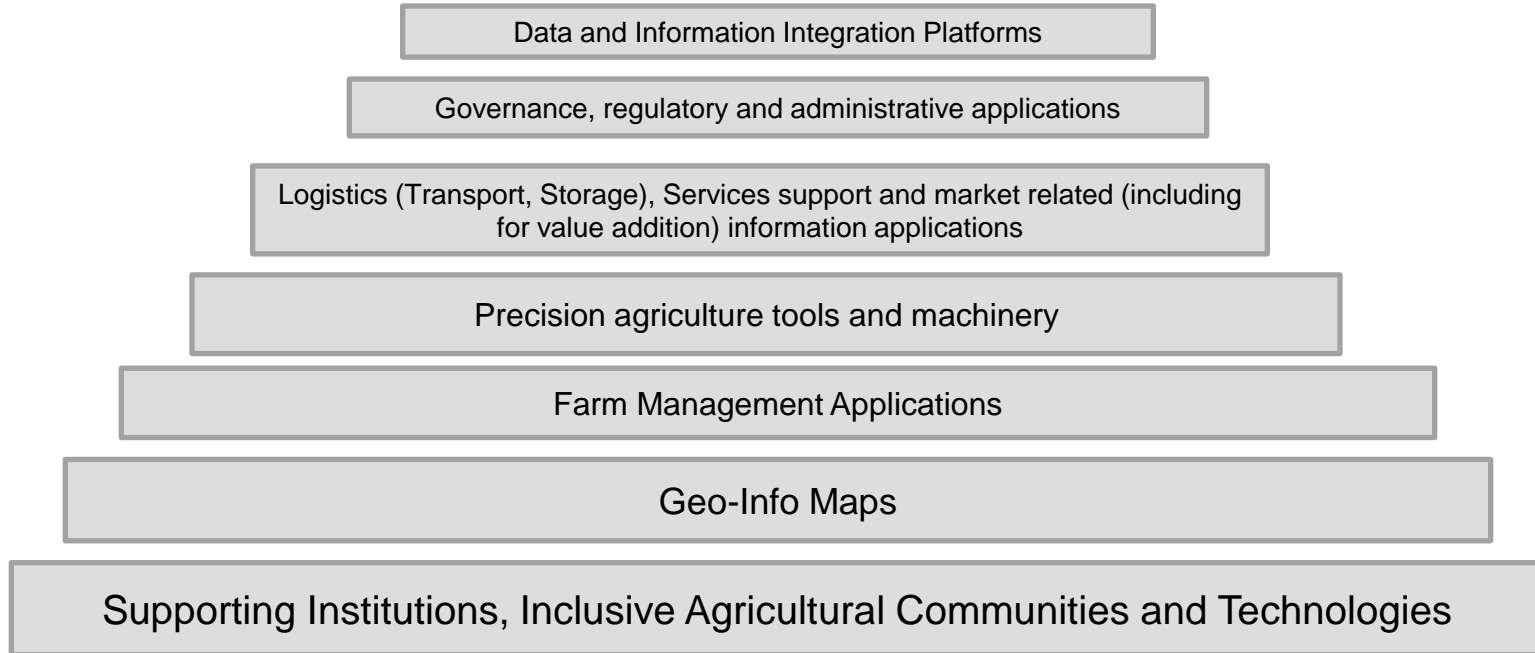 Data and Information Integration Platforms
Governance, regulatory and administrative applications
Logistics (Transport, Storage), Services support and market related (including
for value addition) information applications
Precision agriculture tools and machinery
Farm Management Applications
Geo-Info Maps
Supporting Institutions, Inclusive Agricultural Communities and Technologies